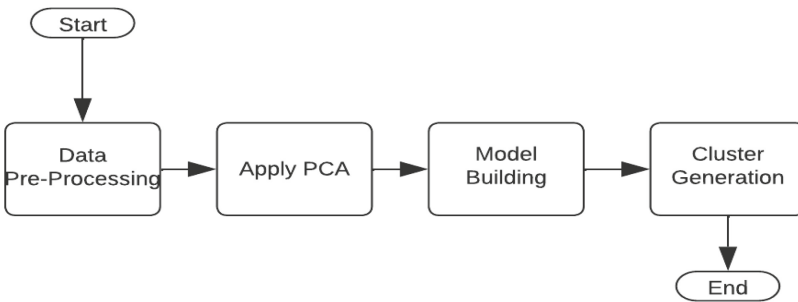 Start
Data
Pre-Processing
Apply PCA
Model
Building
Cluster
Generation
End